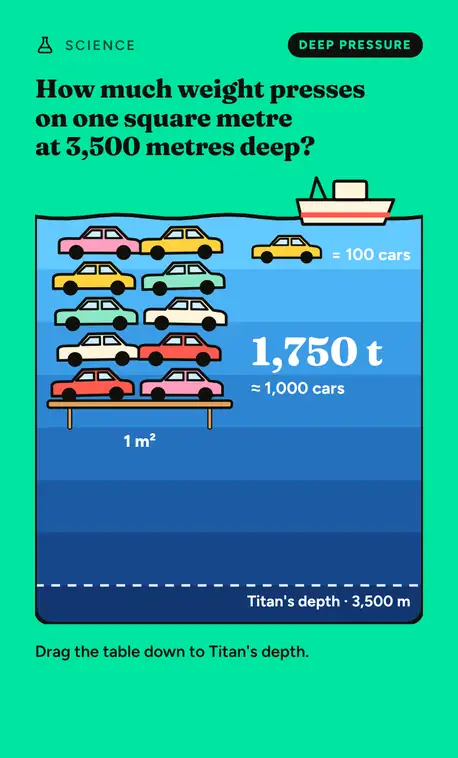 SCIENCE
DEEP PRESSURE
How much weight presses
on one square metre
at 3,500 metres deep?
= 100 cars
1,750 t
≈ 1,000 cars
1 m²
Titan's depth · 3,500 m
Drag the table down to Titan's depth.